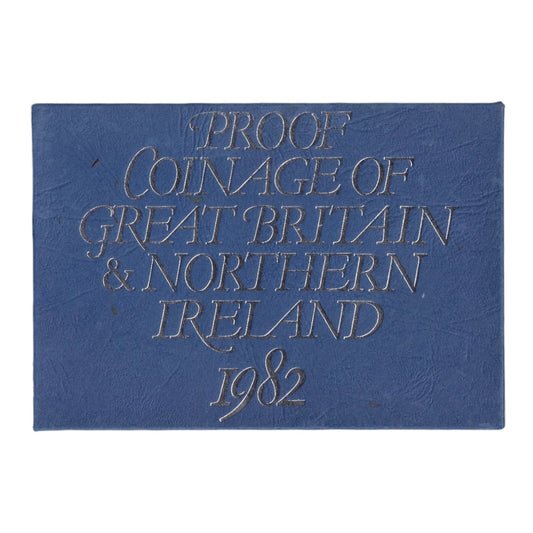 PROOF
COINAGE OF
GREAT BRITAIN
& NORTHERN
IRELAND
1982